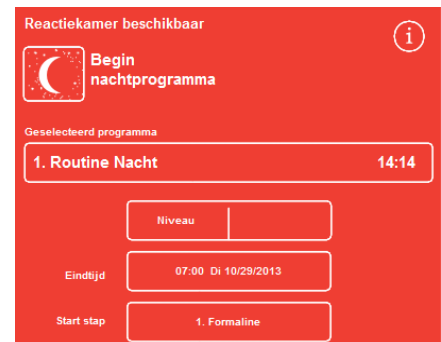 Reactiekamer beschikbaar
i
Begin
nachtprogramma
Geselecteerd programma
1. Routine Nacht 14:14
Niveau
Eindtijd 07:00 Di 10/29/2013
Start stap 1. Formaline